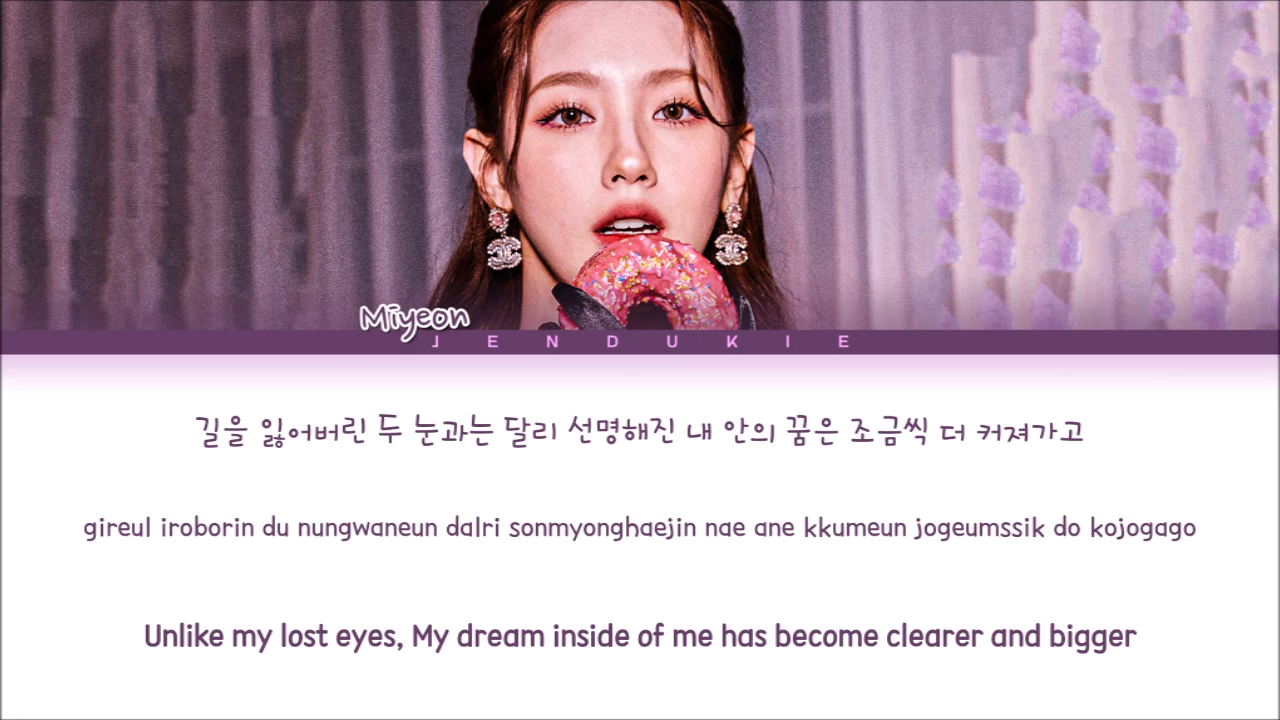 Miyeon
JENDUKIE
길을 잃어버린 두 눈과는 달리 선명해진 내 안의 꿈은 조금씩 더 커져가고
gireul iroborin du nungwaneun dalri sonmyonghaejin nae ane kkumeun jogeumssik do kojogago
Unlike my lost eyes, My dream inside of me has become clearer and bigger